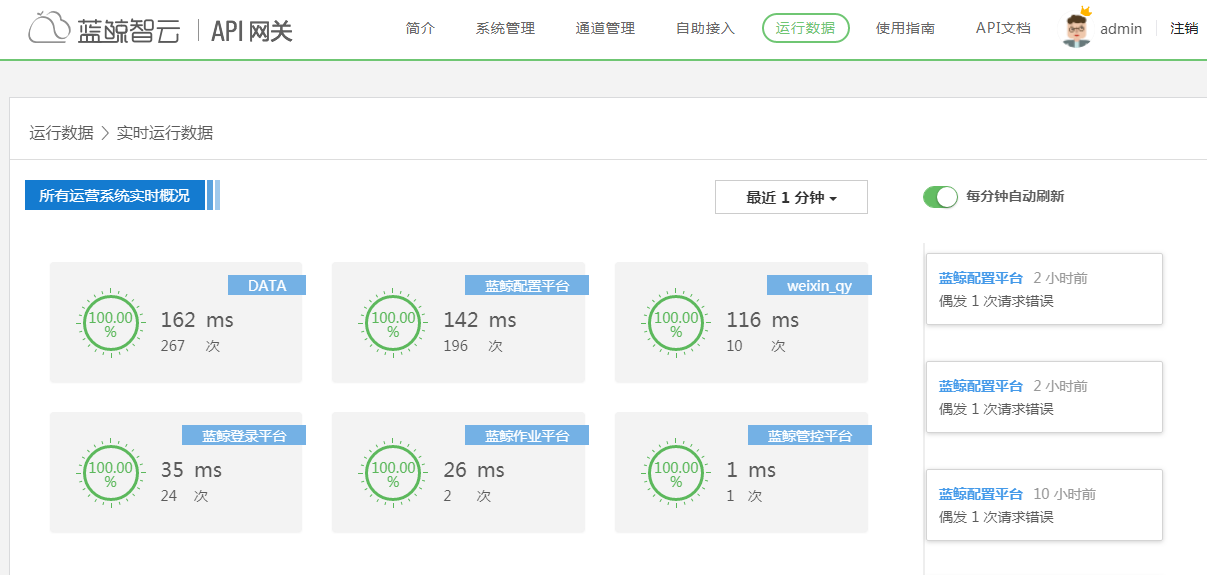 蓝鲸智云 API 网关
简介 系统管理 通道管理 自助接入 运行数据 使用指南 API文档 admin 注销
运行数据 > 实时运行数据
所有运营系统实时概况
最近 1 分钟
每分钟自动刷新
DATA
100.00 %
162 ms
267 次
蓝鲸配置平台
100.00 %
142 ms
196 次
weixin_qy
100.00 %
116 ms
10 次
蓝鲸登录平台
100.00 %
35 ms
24 次
蓝鲸作业平台
100.00 %
26 ms
2 次
蓝鲸管控平台
100.00 %
1 ms
1 次
蓝鲸配置平台 2 小时前
偶发 1 次请求错误
蓝鲸配置平台 2 小时前
偶发 1 次请求错误
蓝鲸配置平台 10 小时前
偶发 1 次请求错误